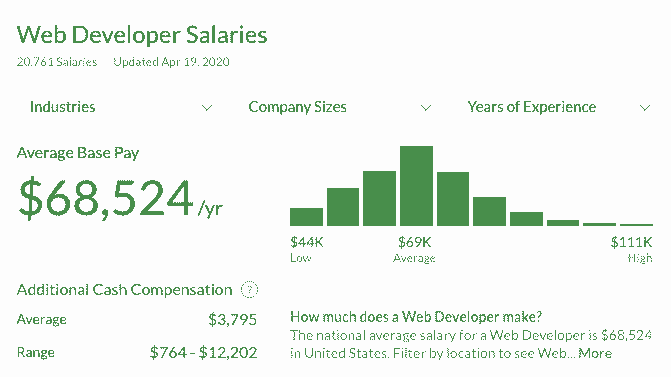 Web Developer Salaries
20,761 Salaries Updated Apr 19, 2020
Industries Company Sizes Years of Experience
Average Base Pay
$68,524 /yr
$44K $69K $111K
Low Average High
Additional Cash Compensation ?
Average $3,795
Range $764 - $12,202
How much does a Web Developer make?
The national average salary for a Web Developer is $68,524
in United States. Filter by location to see Web... More